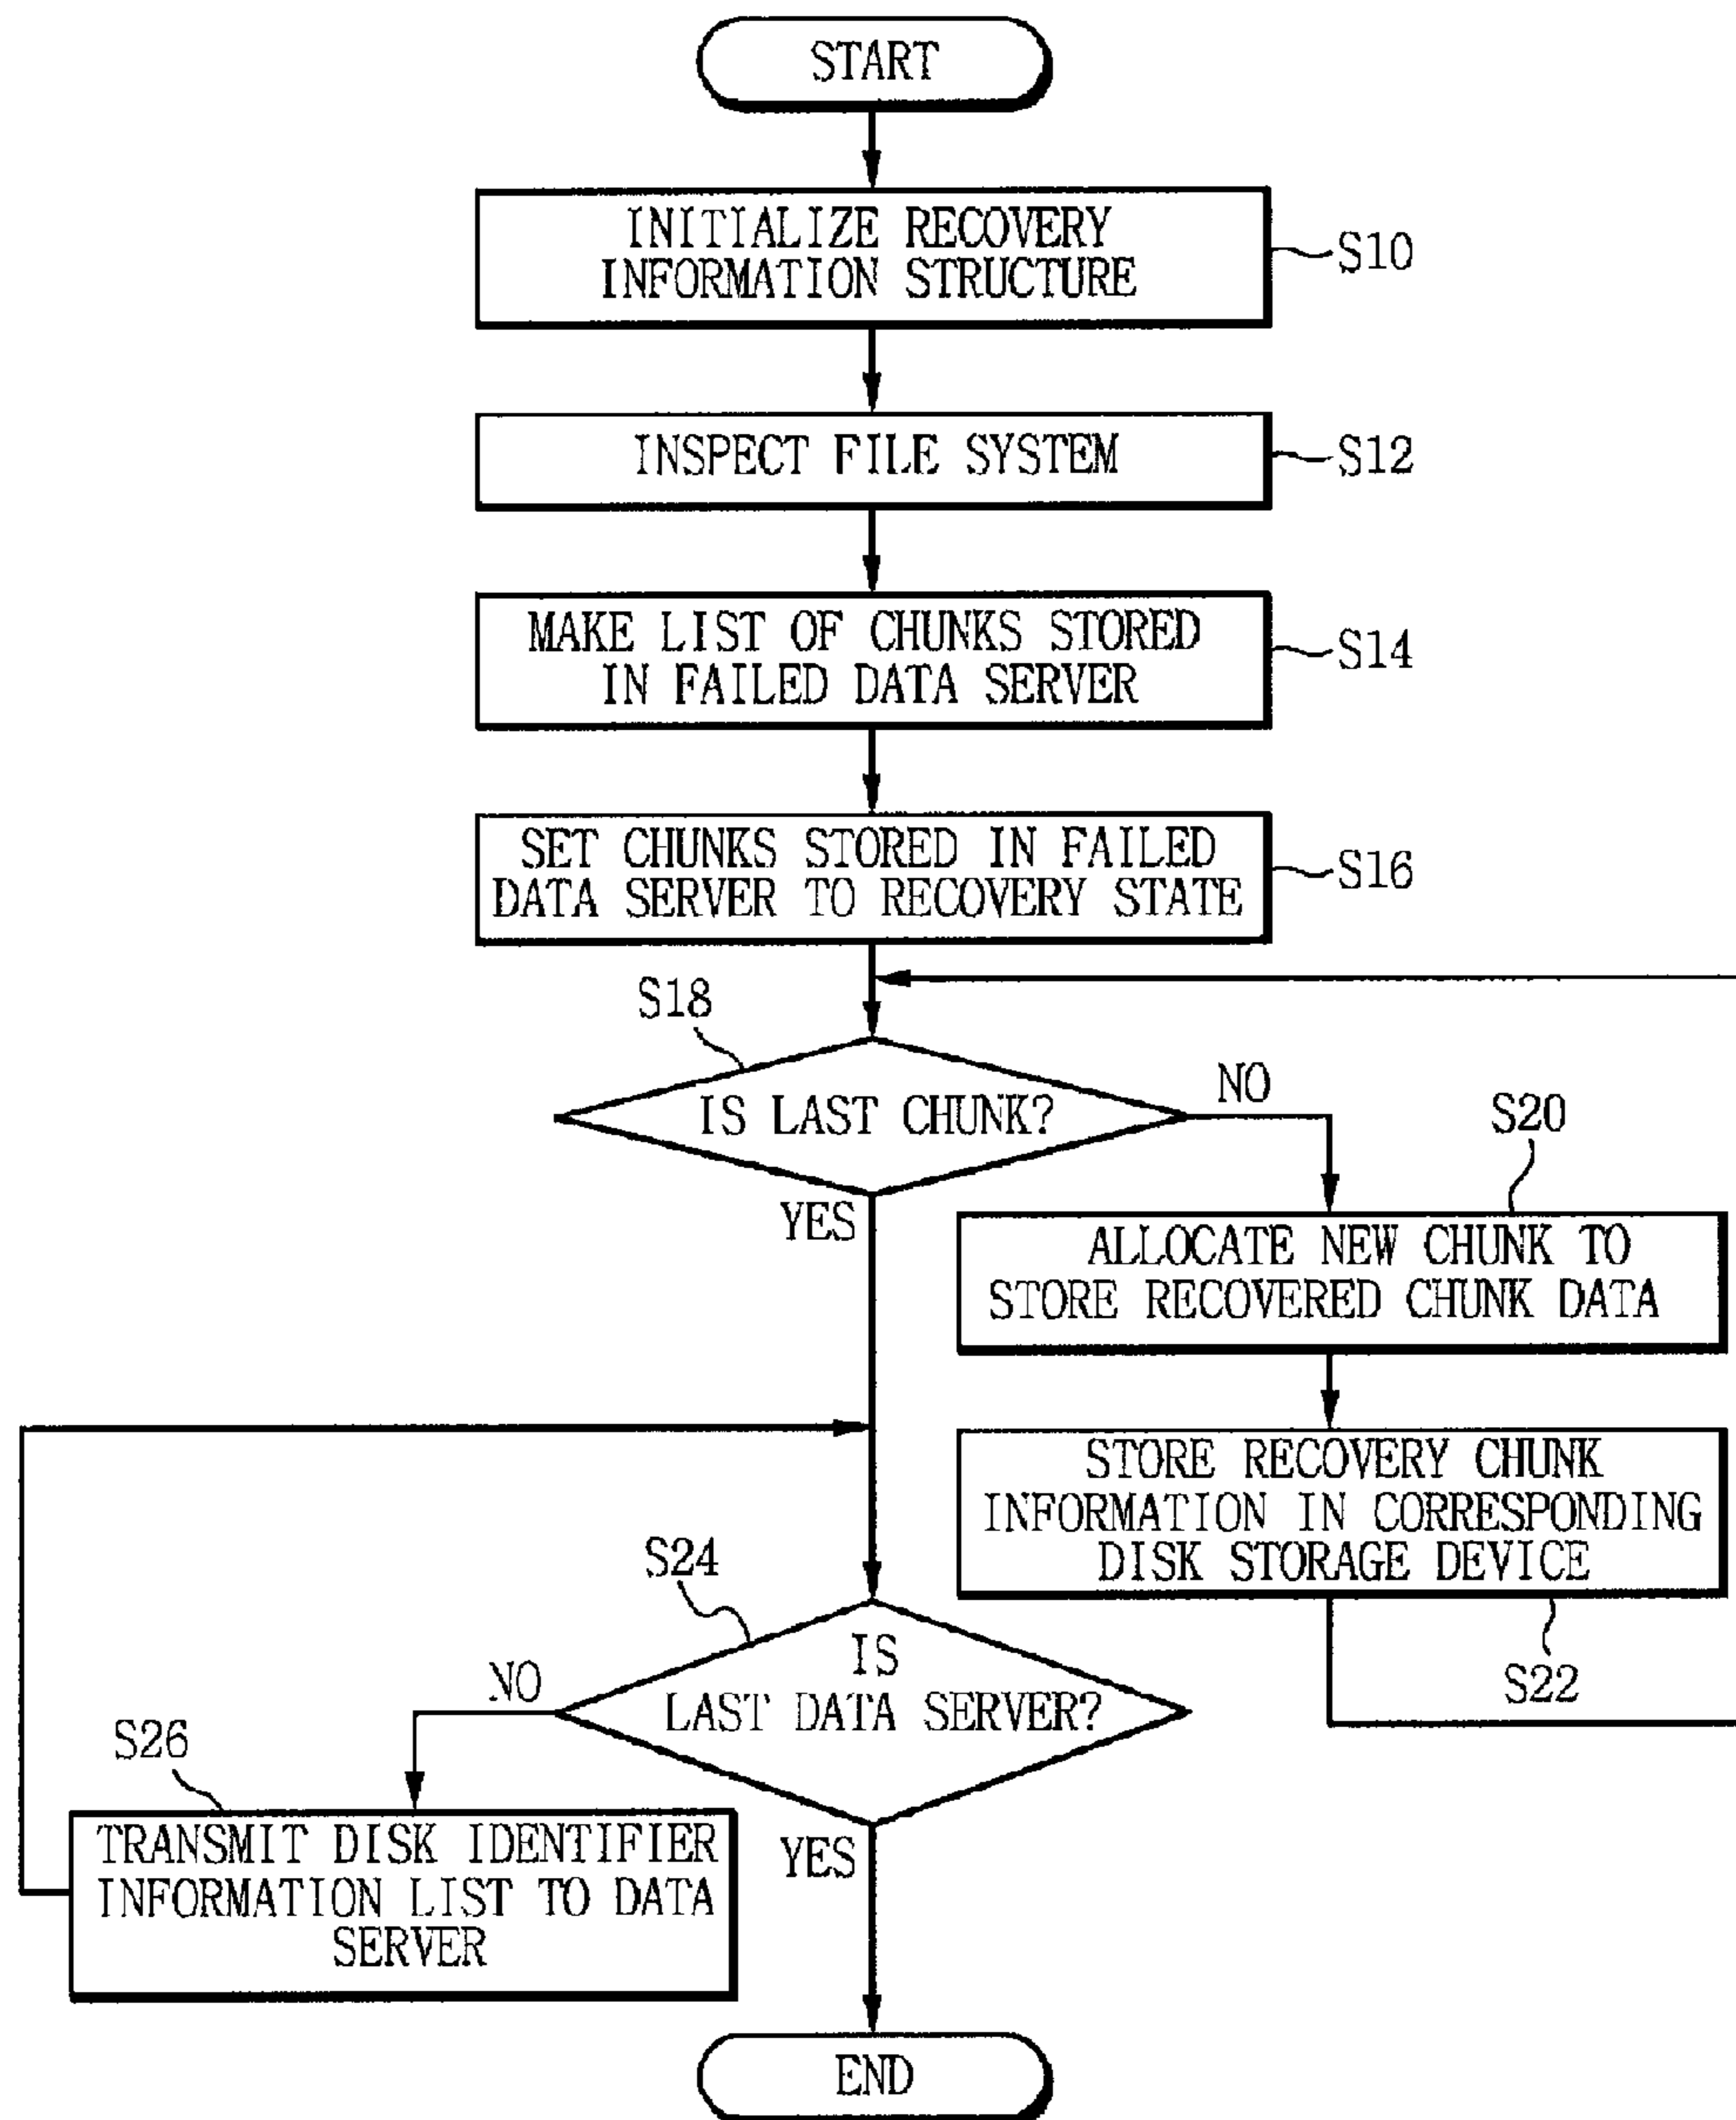 START
INITIALIZE RECOVERY
INFORMATION STRUCTURE
S10
INSPECT FILE SYSTEM
S12
MAKE LIST OF CHUNKS STORED
IN FAILED DATA SERVER
S14
SET CHUNKS STORED IN FAILED
DATA SERVER TO RECOVERY STATE
S16
S18
IS LAST CHUNK?
NO
YES
S20
ALLOCATE NEW CHUNK TO
STORE RECOVERED CHUNK DATA
STORE RECOVERY CHUNK
INFORMATION IN CORRESPONDING
DISK STORAGE DEVICE
S22
S24
IS
LAST DATA SERVER?
NO
YES
S26
TRANSMIT DISK IDENTIFIER
INFORMATION LIST TO DATA
SERVER
END